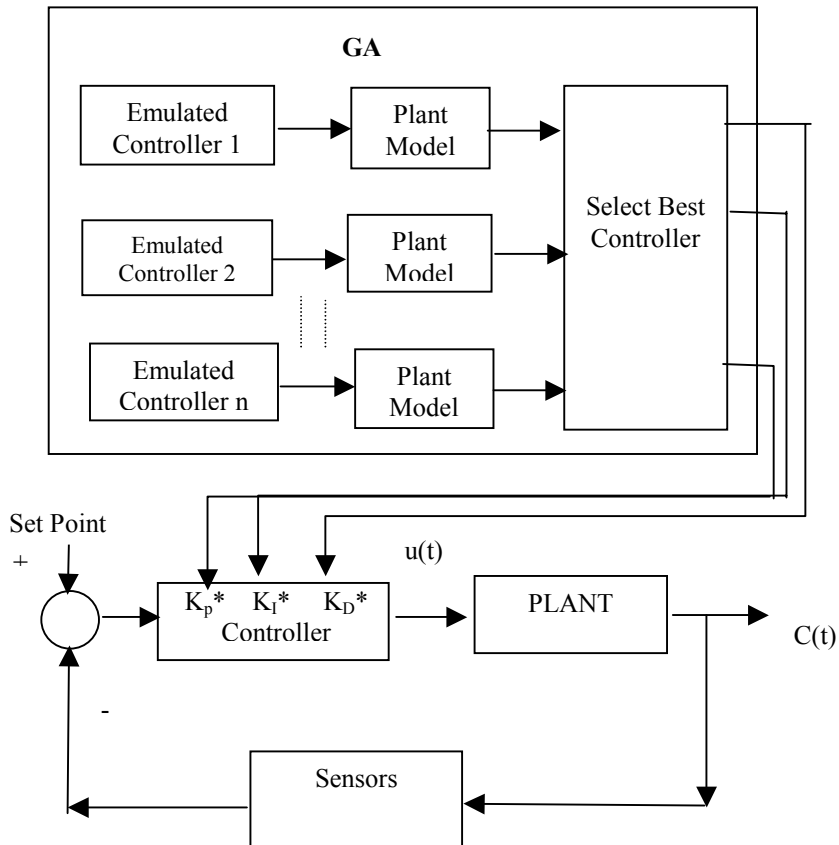 GA
Emulated
Controller 1
Plant
Model
Select Best
Controller
Emulated
Controller 2
Plant
Model
Emulated
Controller n
Plant
Model
Set Point
+
u(t)
Kp* KI* KD*
Controller
PLANT
C(t)
-
Sensors